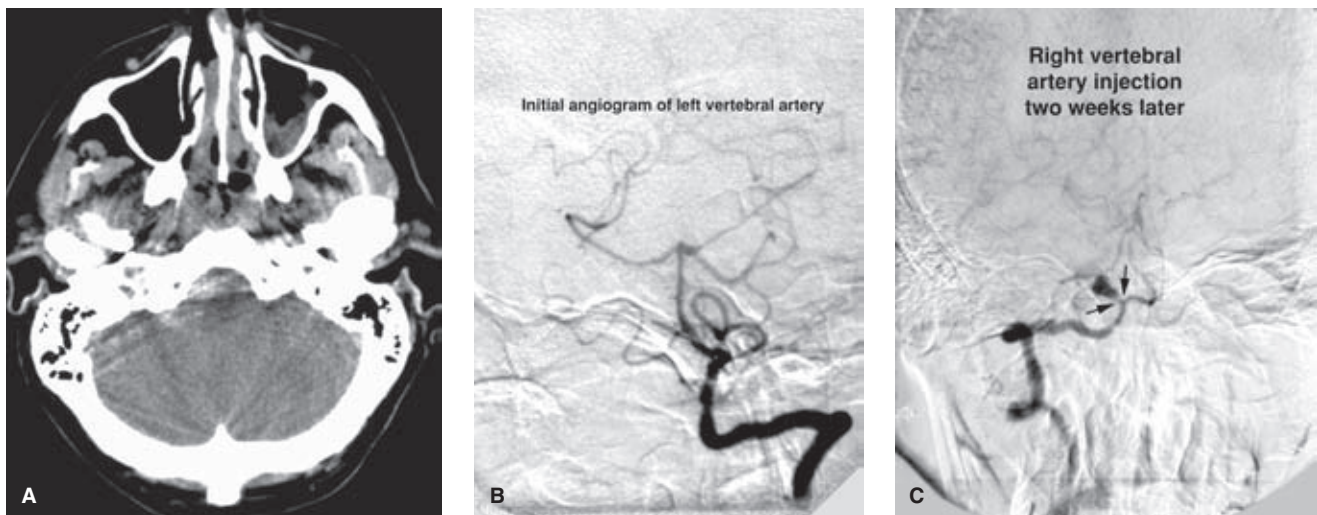 A
Initial angiogram of left vertebral artery
B
Right vertebral
artery injection
two weeks later
C